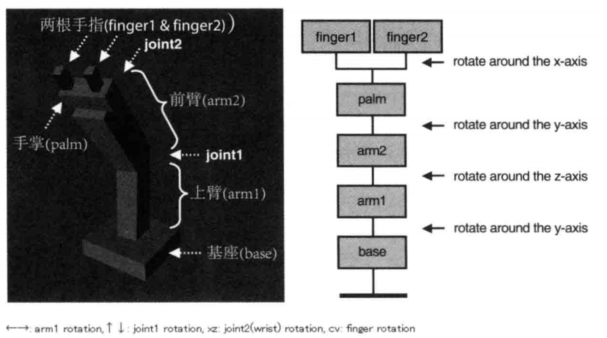 两根手指(finger1 & finger2))
joint2
前臂(arm2)
手掌(palm)
joint1
上臂(arm1)
基座(base)
finger1 finger2
rotate around the x-axis
palm
rotate around the y-axis
arm2
rotate around the z-axis
arm1
rotate around the y-axis
base
←→: arm1 rotation, ↑ ↓: joint1 rotation, xz: joint2(wrist) rotation, cv: finger rotation